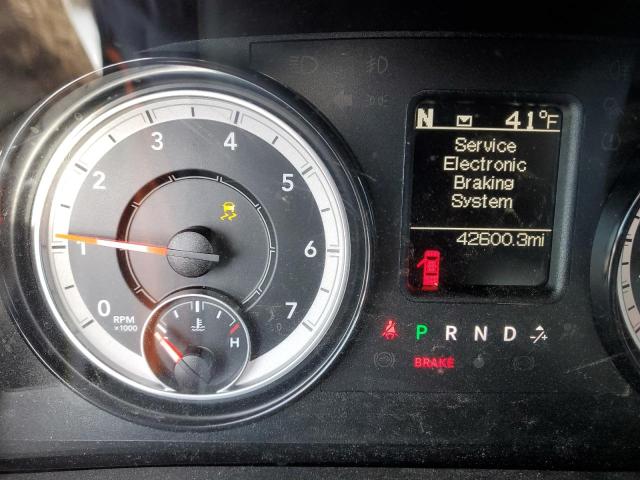 N 41°F
Service
Electronic
Braking
System
42600.3mi
0 1 2 3 4 5 6 7
RPM
x1000
H
P R N D
BRAKE